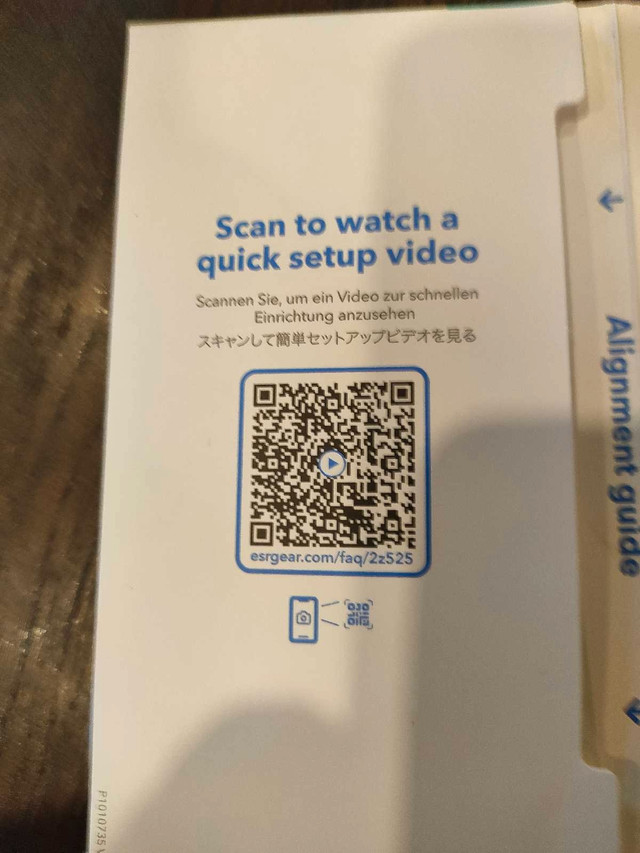 Scan to watch a
quick setup video
Scannen Sie, um ein Video zur schnellen
Einrichtung anzusehen
スキャンして簡単セットアップビデオを見る
esrgear.com/faq/2z525
Alignment guide
P1010735